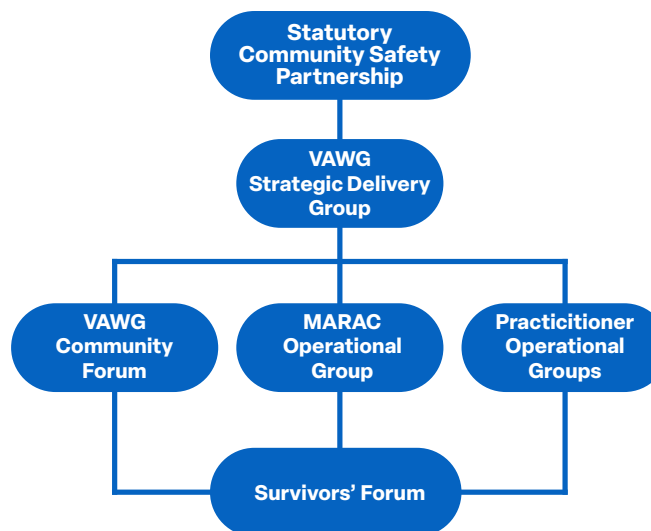 Statutory
Community Safety
Partnership
VAWG
Strategic Delivery
Group
VAWG
Community
Forum
MARAC
Operational
Group
Practicitioner
Operational
Groups
Survivors’ Forum